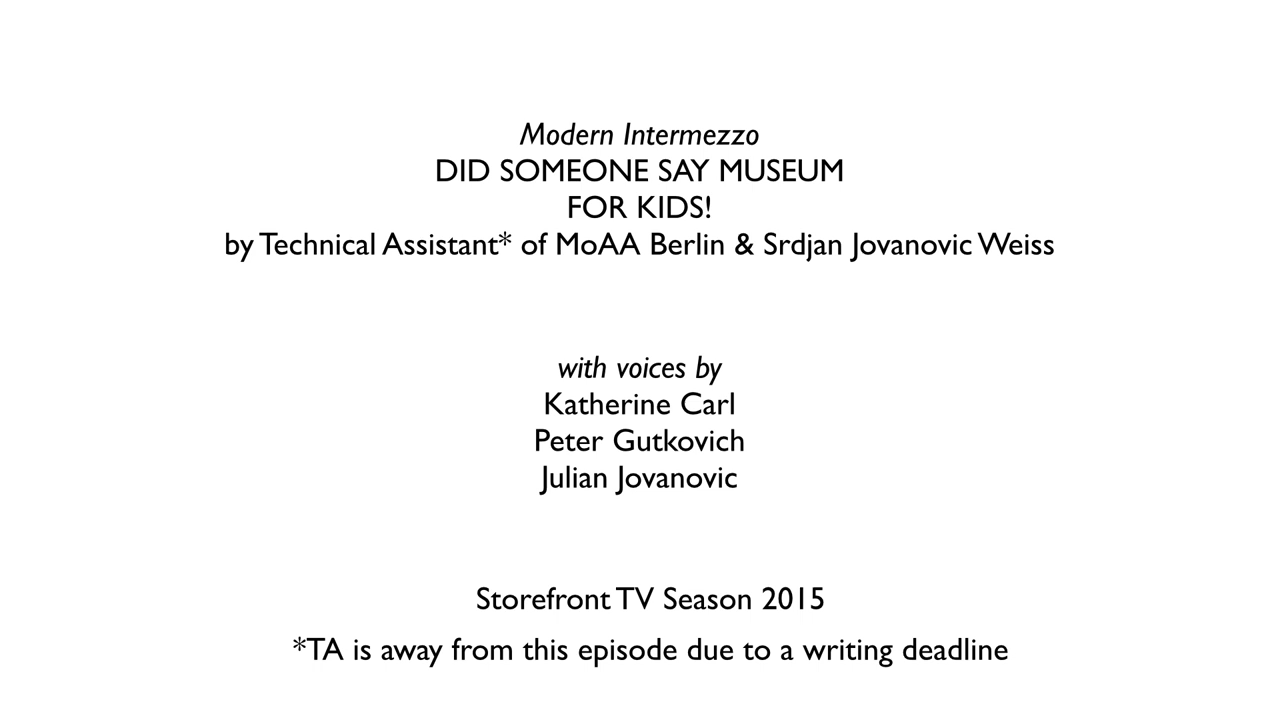 Modern Intermezzo
DID SOMEONE SAY MUSEUM
FOR KIDS!
by Technical Assistant* of MoAA Berlin & Srdjan Jovanovic Weiss
with voices by
Katherine Carl
Peter Gutkovich
Julian Jovanovic
Storefront TV Season 2015
*TA is away from this episode due to a writing deadline